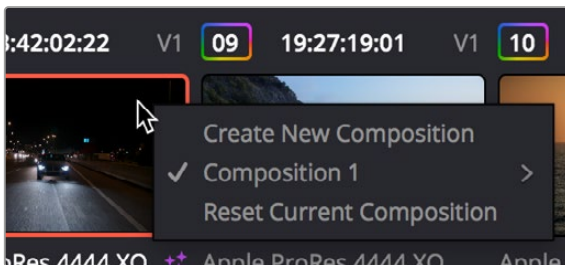 :42:02:22 V1 09 19:27:19:01 V1 10
Create New Composition
Composition 1
Reset Current Composition
ProRes 4444 XQ Apple ProRes 4444 XQ Apple